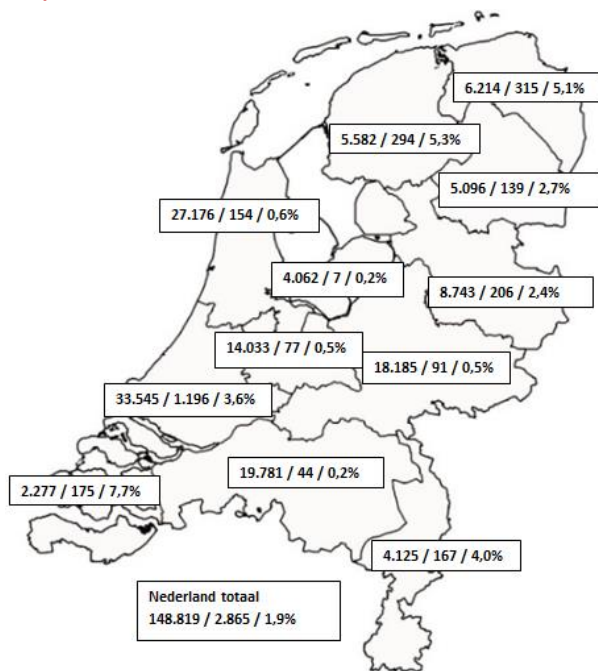 6.214 / 315 / 5,1%
5.582 / 294 / 5,3%
5.096 / 139 / 2,7%
27.176 / 154 / 0,6%
4.062 / 7 / 0,2%
8.743 / 206 / 2,4%
14.033 / 77 / 0,5%
18.185 / 91 / 0,5%
33.545 / 1.196 / 3,6%
19.781 / 44 / 0,2%
2.277 / 175 / 7,7%
4.125 / 167 / 4,0%
Nederland totaal
148.819 / 2.865 / 1,9%